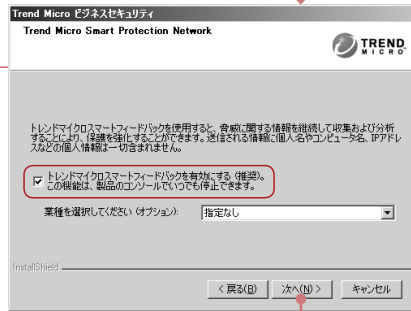 Trend Micro ビジネスセキュリティ
Trend Micro Smart Protection Network
TREND
MICRO
トレンドマイクロスマートフィードバックを使用すると、脅威に関する情報を継続して収集および分析
することにより、保護を強化することができます。送信される情報に個人名やコンピュータ名、IPアドレ
スなどの個人情報は一切含まれません。
トレンドマイクロスマートフィードバックを有効にする (推奨)。
この機能は、製品のコンソールでいつでも停止できます。
業種を選択してください (オプション):
指定なし
InstallShield
< 戻る(B)
次へ(N) >
キャンセル